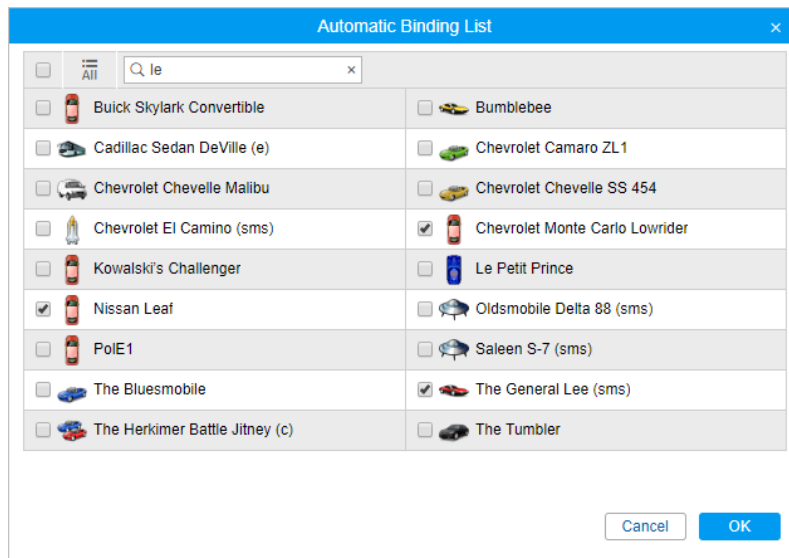 Automatic Binding List ×
All le ×
Buick Skylark Convertible Bumblebee
Cadillac Sedan DeVille (e) Chevrolet Camaro ZL1
Chevrolet Chevelle Malibu Chevrolet Chevelle SS 454
Chevrolet El Camino (sms) Chevrolet Monte Carlo Lowrider
Kowalski's Challenger Le Petit Prince
Nissan Leaf Oldsmobile Delta 88 (sms)
PolE1 Saleen S-7 (sms)
The Bluesmobile The General Lee (sms)
The Herkimer Battle Jitney (c) The Tumbler
Cancel OK